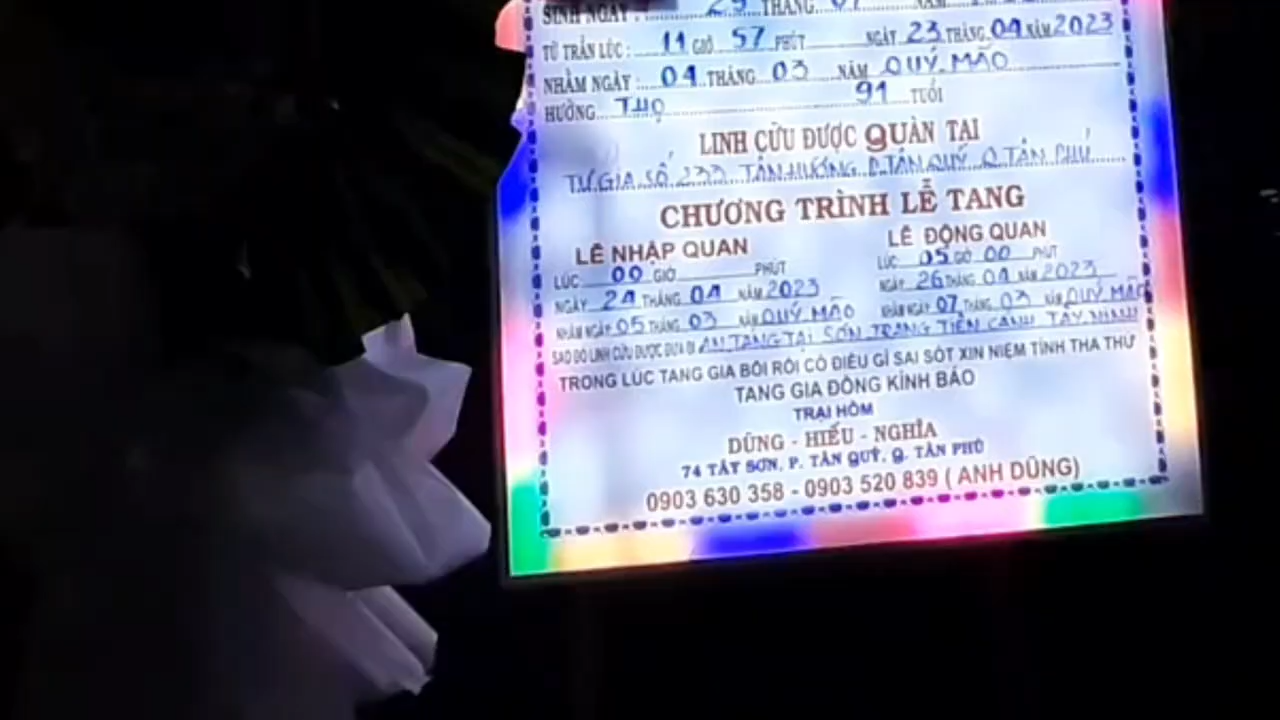 SINH NGÀY : 29 THÁNG 07 NĂM
TỪ TRẦN LÚC : 11 GIỜ 57 PHÚT NGÀY 23 THÁNG 04 NĂM 2023
NHẰM NGÀY : 04 THÁNG 03 NĂM QUÝ MÃO
HƯỞNG THỌ 91 TUỔI
LINH CỮU ĐƯỢC QUÀN TẠI
TƯ GIA SỐ 233 TÂN HƯƠNG P. TÂN QUÝ Q. TÂN PHÚ
CHƯƠNG TRÌNH LỄ TANG
LỄ NHẬP QUAN
LÚC 00 GIỜ PHÚT
NGÀY 24 THÁNG 04 NĂM 2023
NHẰM NGÀY 05 THÁNG 03 NĂM QUÝ MÃO
LỄ ĐỘNG QUAN
LÚC 05 GIỜ 00 PHÚT
NGÀY 26 THÁNG 04 NĂM 2023
NHẰM NGÀY 07 THÁNG 03 NĂM QUÝ MÃO
SAU ĐÓ LINH CỮU ĐƯỢC ĐƯA ĐI AN TÁNG TẠI SƠN TRANG TIÊN CẢNH TÂY NINH
TRONG LÚC TANG GIA BỐI RỐI CÓ ĐIỀU GÌ SAI SÓT XIN NIỆM TÌNH THA THỨ
TANG GIA ĐỒNG KÍNH BÁO
TRẠI HÒM
DŨNG - HIẾU - NGHĨA
74 TÂY SƠN, P. TÂN QUÝ, Q. TÂN PHÚ
0903 630 358 - 0903 520 839 ( ANH DŨNG)